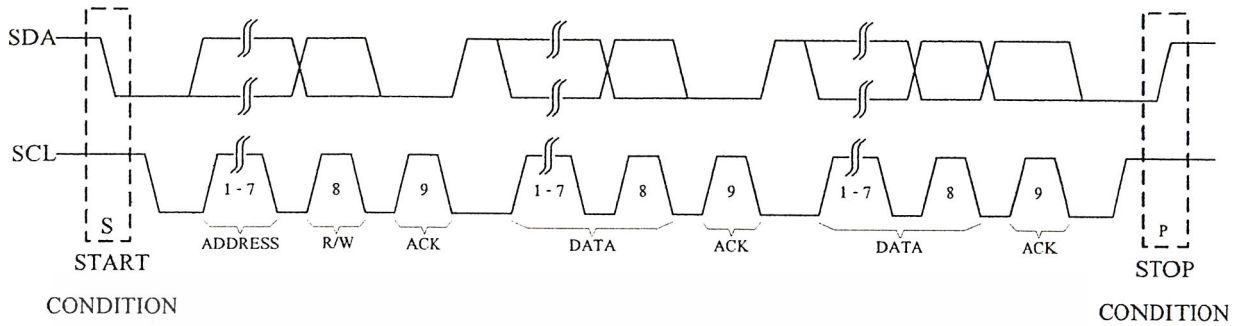 SDA
SCL
1 - 7 8 9 1 - 7 8 9 1 - 7 8 9
S P
ADDRESS R/W ACK DATA ACK DATA ACK
START STOP
CONDITION CONDITION